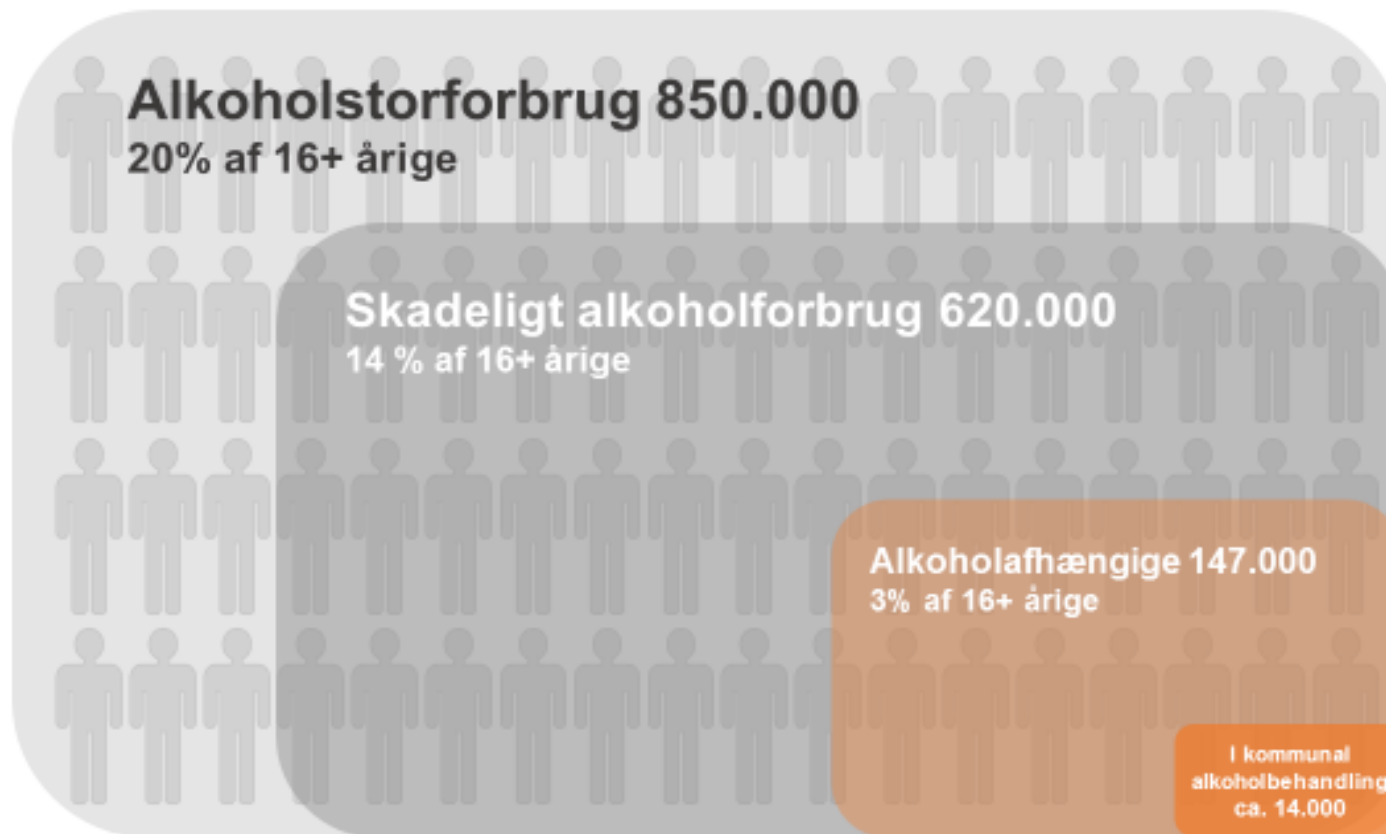 Alkoholstorforbrug 850.000
20% af 16+ årige
Skadeligt alkoholforbrug 620.000
14 % af 16+ årige
Alkoholafhængige 147.000
3% af 16+ årige
I kommunal
alkoholbehandling
ca. 14.000